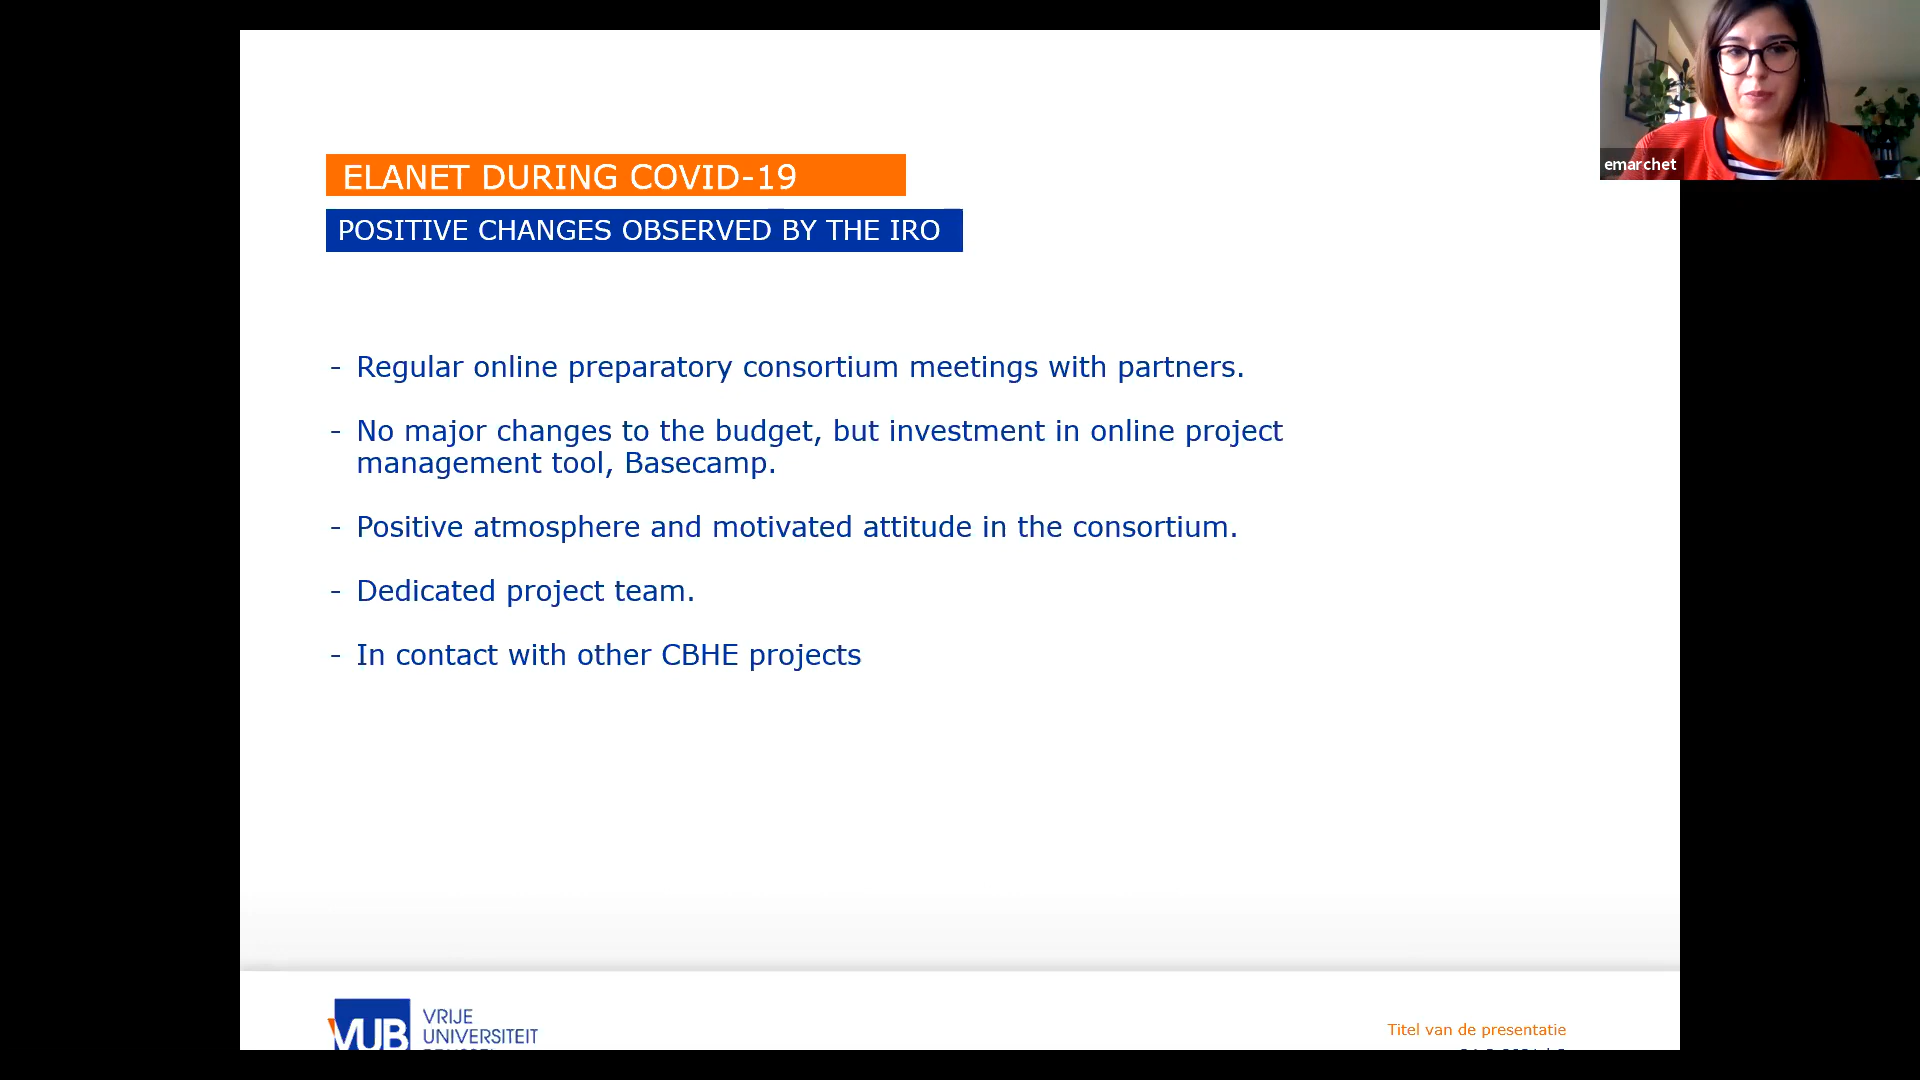 ELANET DURING COVID-19
POSITIVE CHANGES OBSERVED BY THE IRO
- Regular online preparatory consortium meetings with partners.
- No major changes to the budget, but investment in online project
management tool, Basecamp.
- Positive atmosphere and motivated attitude in the consortium.
- Dedicated project team.
- In contact with other CBHE projects
emarchet
VUB
VRIJE
UNIVERSITEIT
Titel van de presentatie